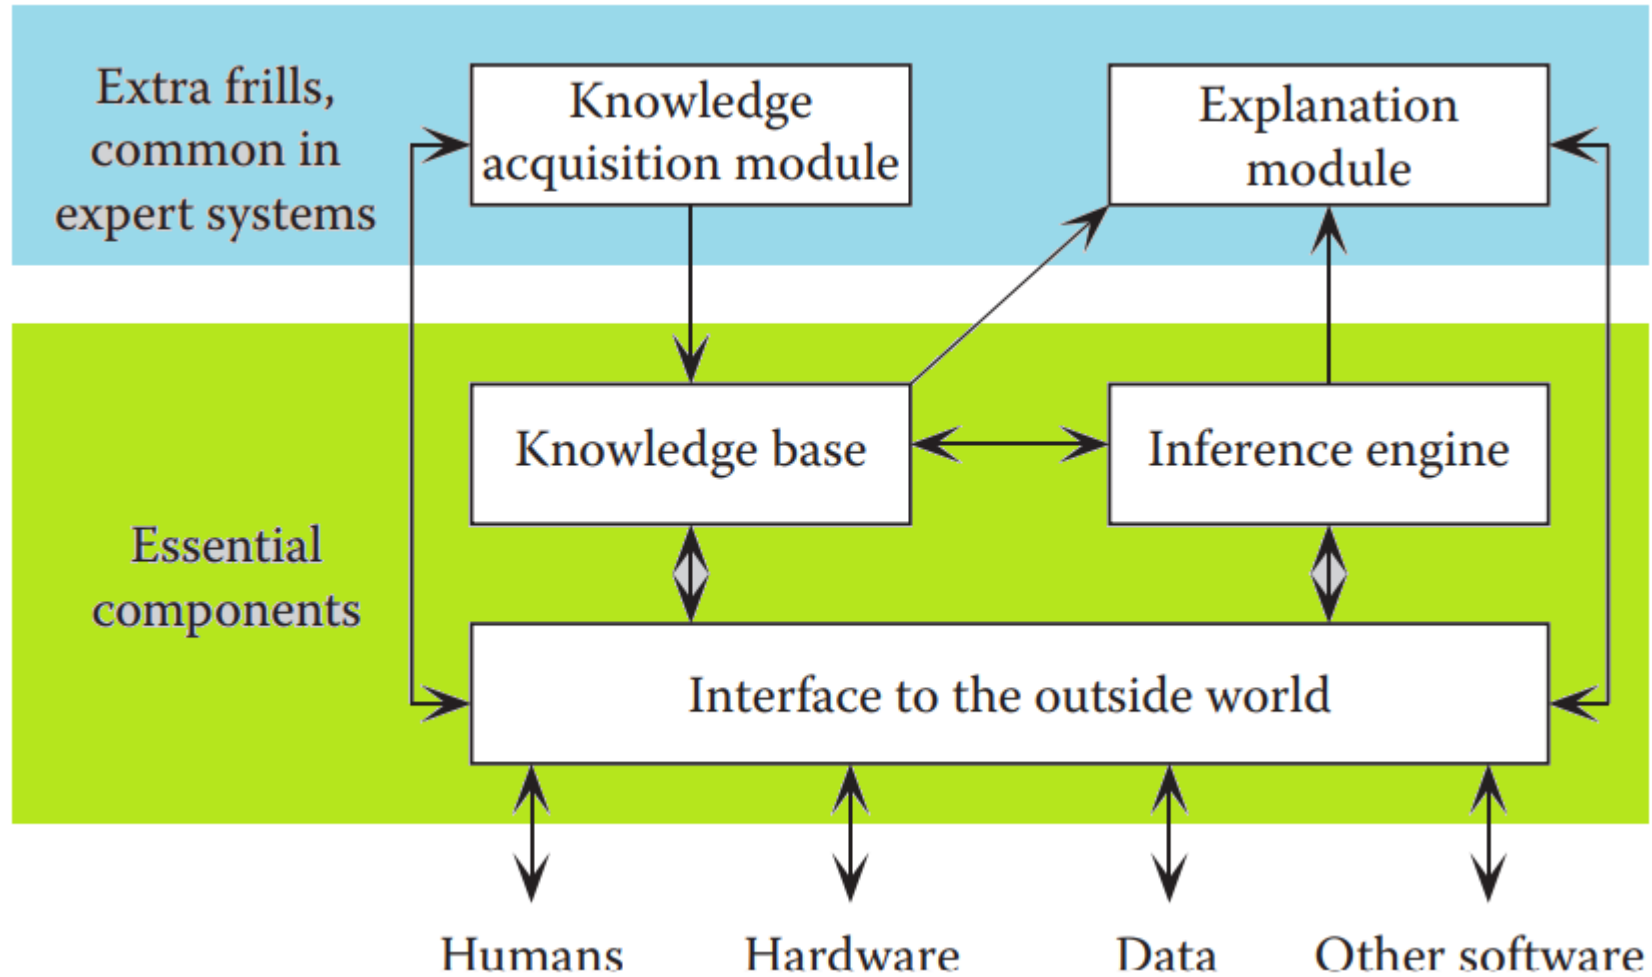 Extra frills,
common in
expert systems
Knowledge
acquisition module
Explanation
module
Knowledge base
Inference engine
Essential
components
Interface to the outside world
Humans
Hardware
Data
Other software